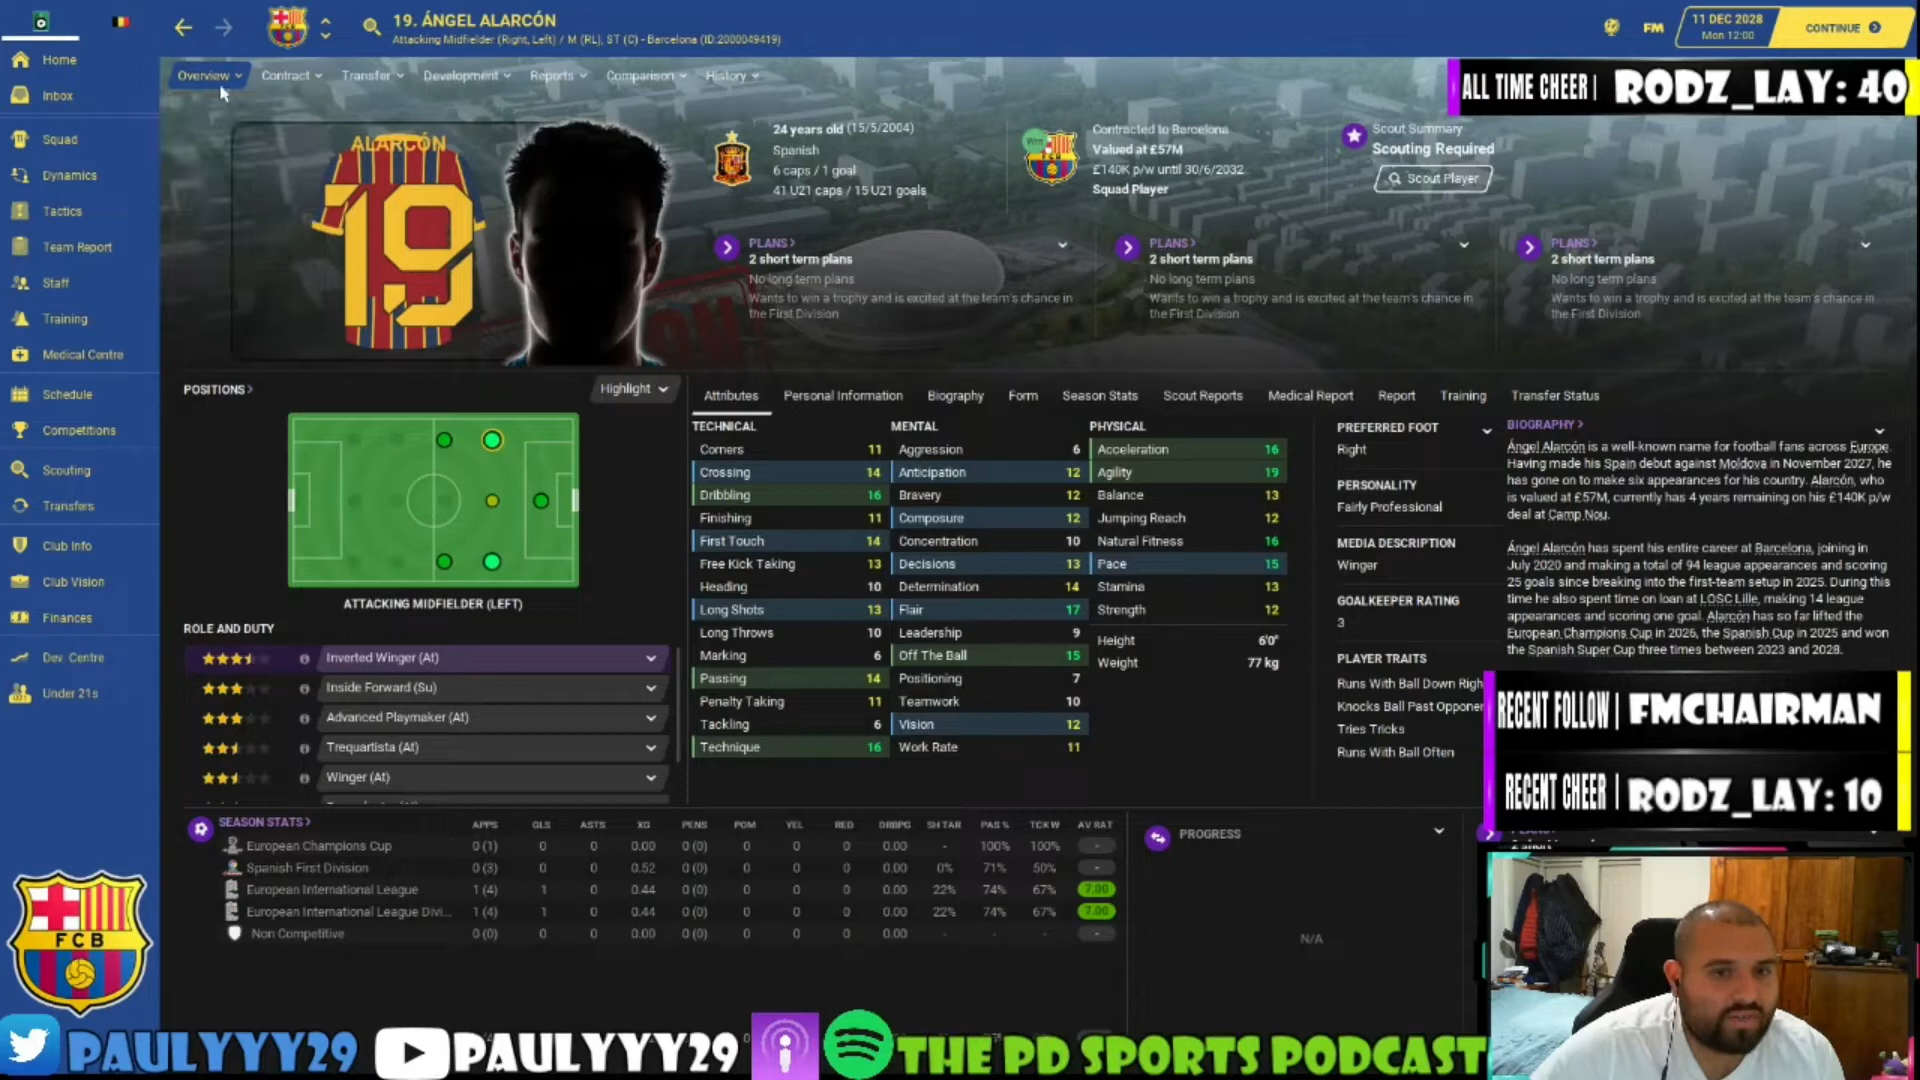 19. ÁNGEL ALARCÓN
Attacking Midfielder (Right, Left) / M (RL), ST (C) - Barcelona (ID:2000049419)
FM
11 DEC 2028
Mon 12:00
CONTINUE
Home
Inbox
Squad
Dynamics
Tactics
Team Report
Staff
Training
Medical Centre
Schedule
Competitions
Scouting
Transfers
Club Info
Club Vision
Finances
Dev. Centre
Under 21s
Overview
Contract
Transfer
Development
Reports
Comparison
History
ALL TIME CHEER | RODZ_LAY: 40
ALARCÓN
19
24 years old (15/5/2004)
Spanish
6 caps / 1 goal
41 U21 caps / 15 U21 goals
Wnt
Contracted to Barcelona
Valued at £57M
£140K p/w until 30/6/2032
Squad Player
Scout Summary
Scouting Required
Scout Player
PLANS
2 short term plans
No long term plans
Wants to win a trophy and is excited at the team's chance in
the First Division
PLANS
2 short term plans
No long term plans
Wants to win a trophy and is excited at the team's chance in
the First Division
PLANS
2 short term plans
No long term plans
Wants to win a trophy and is excited at the team's chance in
the First Division
POSITIONS
Highlight
ATTACKING MIDFIELDER (LEFT)
ROLE AND DUTY
Inverted Winger (At)
Inside Forward (Su)
Advanced Playmaker (At)
Trequartista (At)
Winger (At)
Attributes
Personal Information
Biography
Form
Season Stats
Scout Reports
Medical Report
Report
Training
Transfer Status
TECHNICAL
Corners 11
Crossing 14
Dribbling 16
Finishing 11
First Touch 14
Free Kick Taking 13
Heading 10
Long Shots 13
Long Throws 10
Marking 6
Passing 14
Penalty Taking 11
Tackling 6
Technique 16
MENTAL
Aggression 6
Anticipation 12
Bravery 12
Composure 12
Concentration 10
Decisions 13
Determination 14
Flair 17
Leadership 9
Off The Ball 15
Positioning 7
Teamwork 10
Vision 12
Work Rate 11
PHYSICAL
Acceleration 16
Agility 19
Balance 13
Jumping Reach 12
Natural Fitness 16
Pace 15
Stamina 13
Strength 12
Height 6'0"
Weight 77 kg
PREFERRED FOOT
Right
PERSONALITY
Fairly Professional
MEDIA DESCRIPTION
Winger
GOALKEEPER RATING
3
PLAYER TRAITS
Runs With Ball Down Righ
Knocks Ball Past Opponen
Tries Tricks
Runs With Ball Often
BIOGRAPHY
Ángel Alarcón is a well-known name for football fans across Europe.
Having made his Spain debut against Moldova in November 2027, he
has gone on to make six appearances for his country. Alarcón, who
is valued at £57M, currently has 4 years remaining on his £140K p/w
deal at Camp Nou.
Ángel Alarcón has spent his entire career at Barcelona, joining in
July 2020 and making a total of 94 league appearances and scoring
25 goals since breaking into the first-team setup in 2025. During this
time he also spent time on loan at LOSC Lille, making 14 league
appearances and scoring one goal. Alarcón has so far lifted the
European Champions Cup in 2026, the Spanish Cup in 2025 and won
the Spanish Super Cup three times between 2023 and 2028.
RECENT FOLLOW | FMCHAIRMAN
RECENT CHEER | RODZ_LAY: 10
SEASON STATS APPS GLS ASTS XG PENS POM YEL RED DRBPG SH TAR PAS % TCK W AV RAT
European Champions Cup 0 (1) 0 0 0.00 0 (0) 0 0 0 0.00 - 100% 100% -
Spanish First Division 0 (3) 0 0 0.52 0 (0) 0 0 0 0.00 0% 71% 50% -
European International League 1 (4) 1 0 0.44 0 (0) 0 0 0 0.00 22% 74% 67% 7.00
European International League Divi... 1 (4) 1 0 0.44 0 (0) 0 0 0 0.00 22% 74% 67% 7.00
Non Competitive 0 (0) 0 0 0.00 0 (0) 0 0 0 0.00 - - - -
PROGRESS
N/A
FCB
PAULYYY29
PAULYYY29
THE PD SPORTS PODCAST